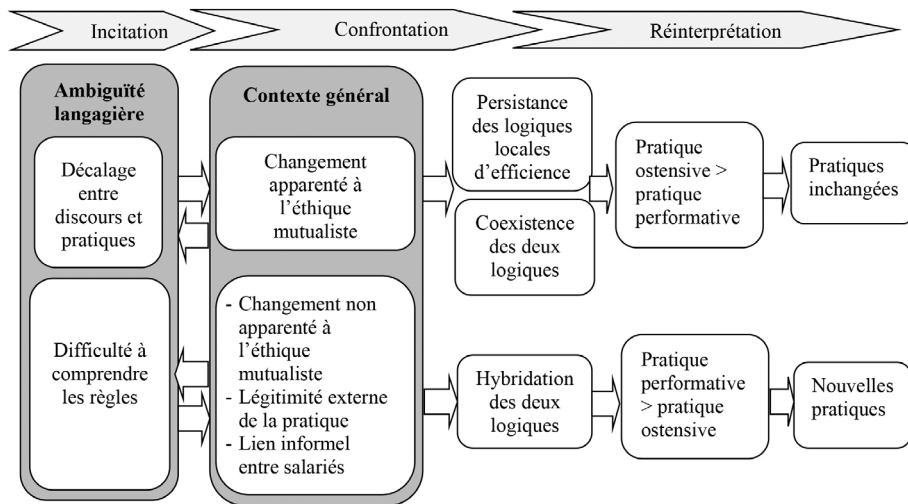 Incitation
Confrontation
Réinterprétation
Ambiguïté
langagière
Décalage
entre
discours et
pratiques
Difficulté à
comprendre
les règles
Contexte général
Changement
apparenté à
l’éthique
mutualiste
- Changement non
apparenté à
l’éthique
mutualiste
- Légitimité externe
de la pratique
- Lien informel
entre salariés
Persistance
des logiques
locales
d’efficience
Coexistence
des deux
logiques
Pratique
ostensive >
pratique
performative
Pratiques
inchangées
Hybridation
des deux
logiques
Pratique
performative
> pratique
ostensive
Nouvelles
pratiques